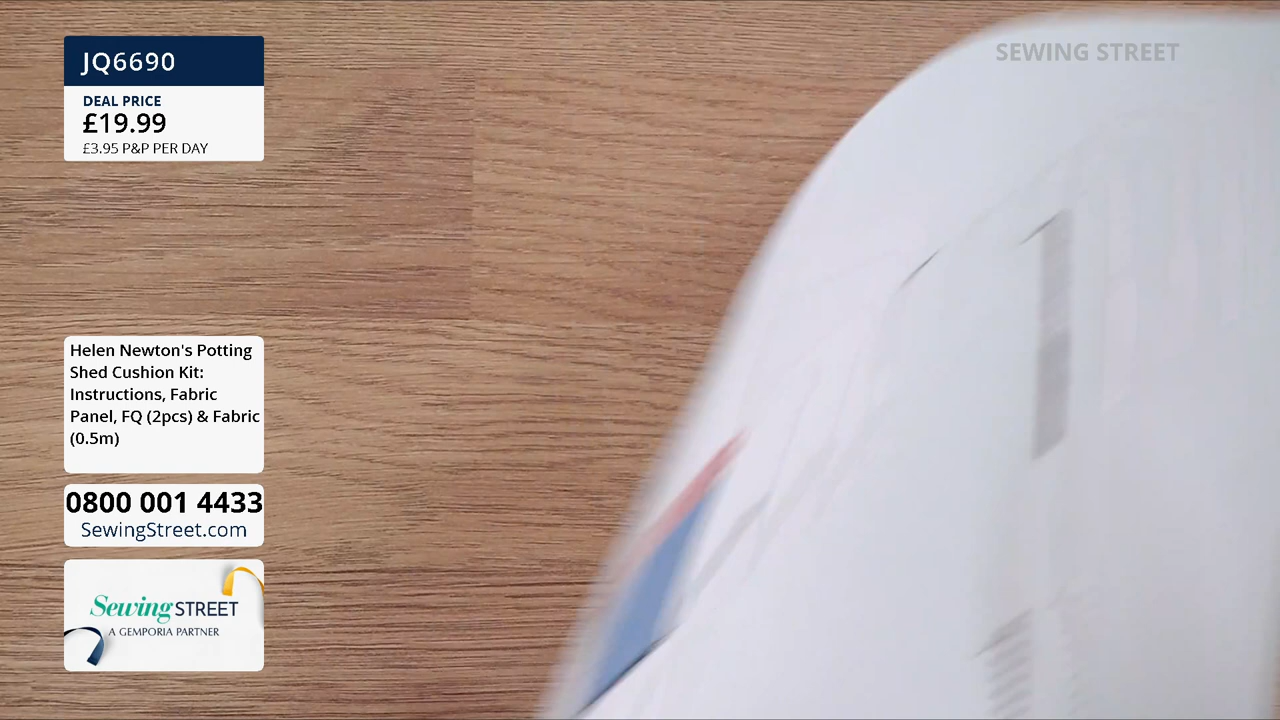 JQ6690
DEAL PRICE
£19.99
£3.95 P&P PER DAY
SEWING STREET
Helen Newton's Potting
Shed Cushion Kit:
Instructions, Fabric
Panel, FQ (2pcs) & Fabric
(0.5m)
0800 001 4433
SewingStreet.com
Sewing STREET
A GEMPORIA PARTNER